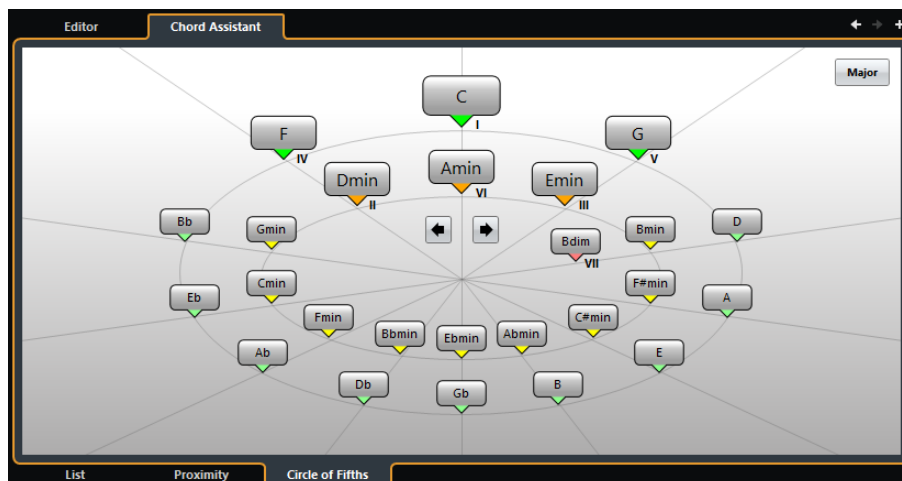 Editor Chord Assistant
Major
C
I
F G
IV V
Amin
Dmin Emin
VI
II III
Bb D
Gmin Bmin
Bdim
VII
Cmin F#min
Eb A
Fmin C#min
Bbmin Ebmin Abmin
Ab E
Db Gb B
List Proximity Circle of Fifths